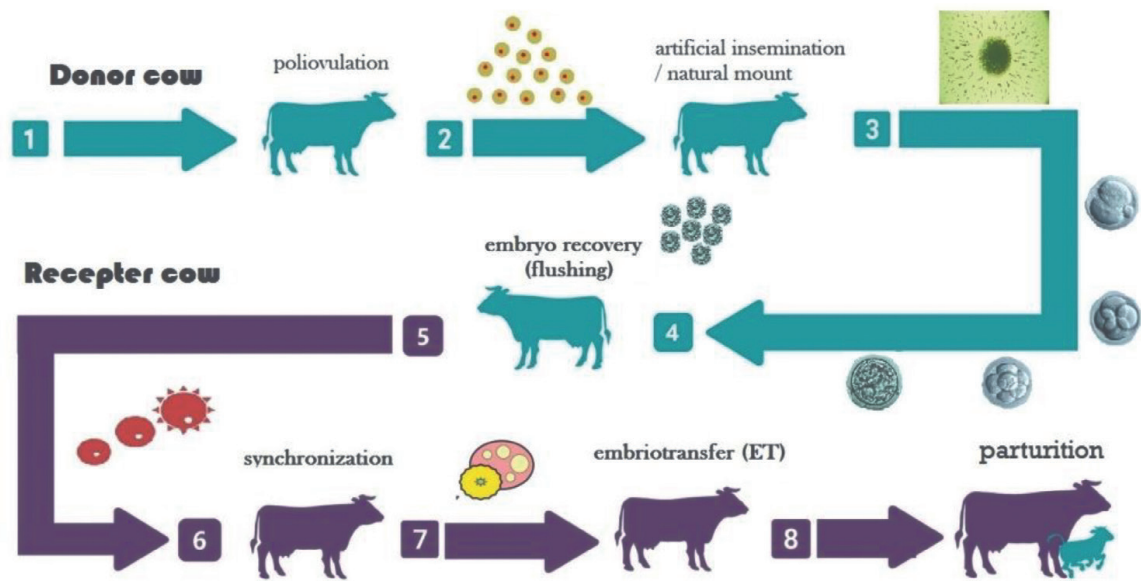 Donor cow
poliovulation
artificial insemination
/ natural mount
1
2
3
embryo recovery
(flushing)
Recepter cow
5
4
synchronization
embriotransfer (ET)
parturition
6
7
8